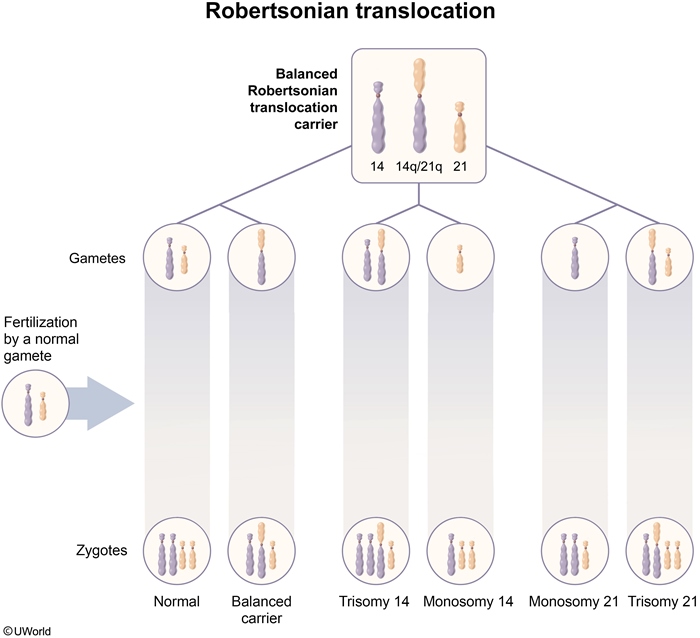 Robertsonian translocation
Balanced
Robertsonian
translocation
carrier
14
14q/21q
21
Gametes
Fertilization
by a normal
gamete
Zygotes
Normal
Balanced
carrier
Trisomy 14
Monosomy 14
Monosomy 21
Trisomy 21
©UWorld